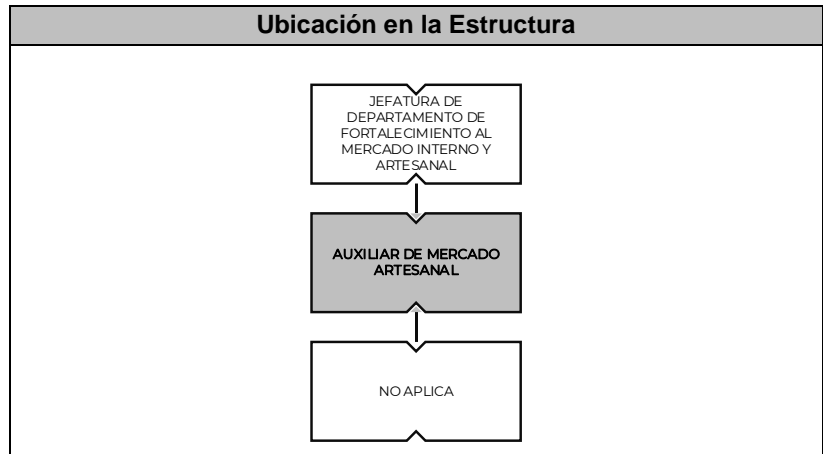 Ubicación en la Estructura
JEFATURA DE
DEPARTAMENTO DE
FORTALECIMIENTO AL
MERCADO INTERNO Y
ARTESANAL
AUXILIAR DE MERCADO
ARTESANAL
NO APLICA